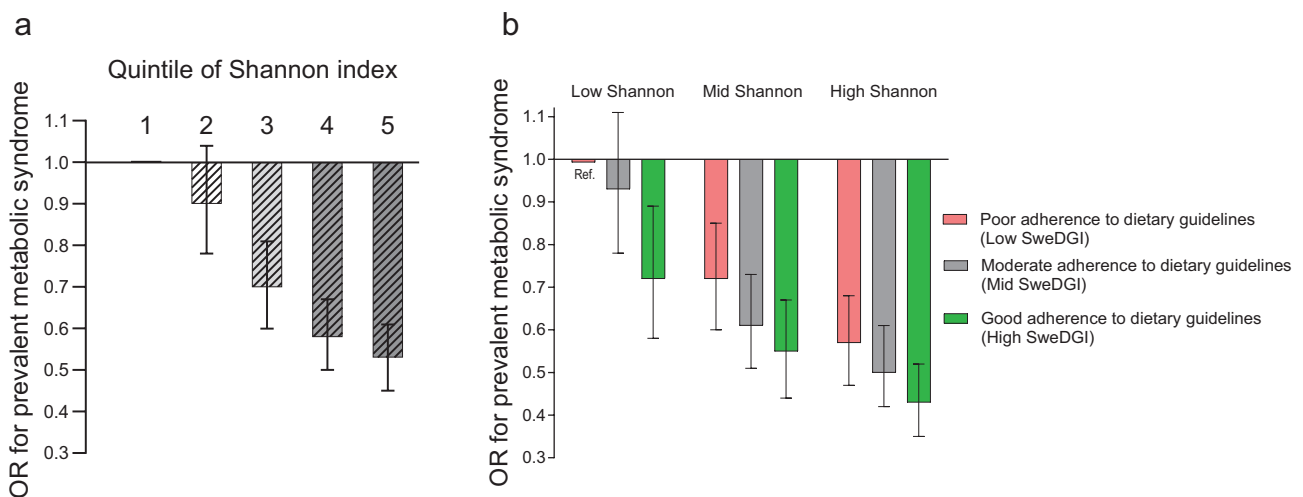 a
Quintile of Shannon index
1 2 3 4 5
OR for prevalent metabolic syndrome
1.1
1.0
0.9
0.8
0.7
0.6
0.5
0.4
0.3
b
Low Shannon Mid Shannon High Shannon
OR for prevalent metabolic syndrome
1.1
1.0
0.9
0.8
0.7
0.6
0.5
0.4
0.3
Ref.
Poor adherence to dietary guidelines
(Low SweDGI)
Moderate adherence to dietary guidelines
(Mid SweDGI)
Good adherence to dietary guidelines
(High SweDGI)